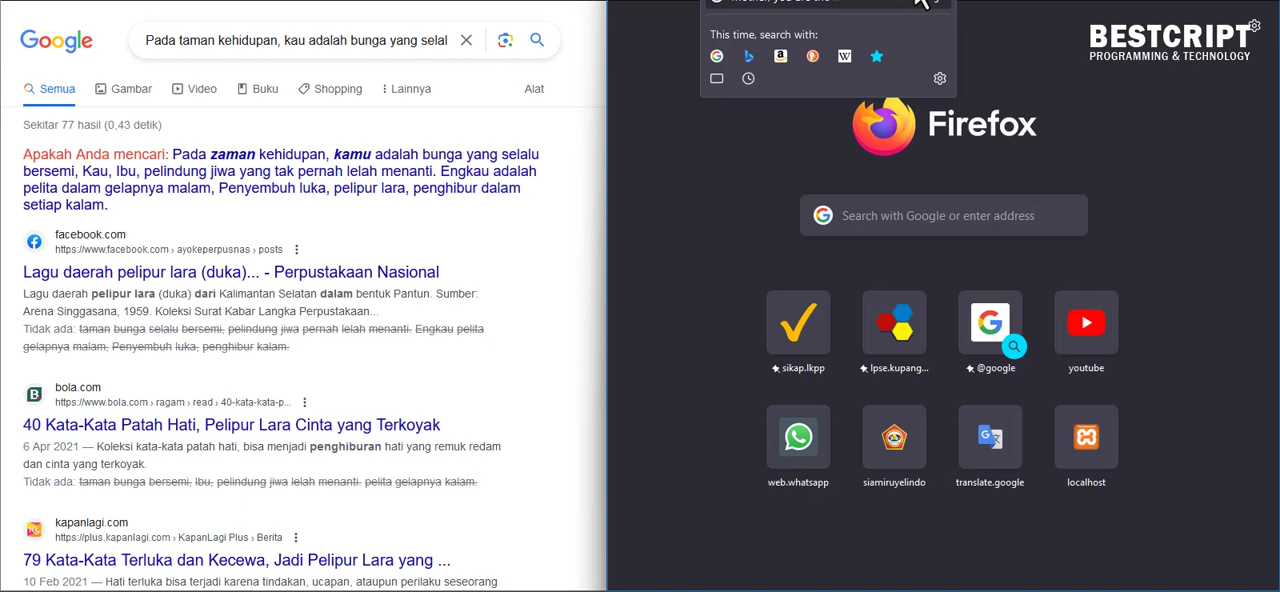 Google
Pada taman kehidupan, kau adalah bunga yang selal
Semua
Gambar
Video
Buku
Shopping
Lainnya
Alat
Sekitar 77 hasil (0,43 detik)
Apakah Anda mencari: Pada zaman kehidupan, kamu adalah bunga yang selalu
bersemi, Kau, Ibu, pelindung jiwa yang tak pernah lelah menanti. Engkau adalah
pelita dalam gelapnya malam, Penyembuh luka, pelipur lara, penghibur dalam
setiap kalam.
facebook.com
https://www.facebook.com › ayokeperpusnas › posts
Lagu daerah pelipur lara (duka)... - Perpustakaan Nasional
Lagu daerah pelipur lara (duka) dari Kalimantan Selatan dalam bentuk Pantun. Sumber:
Arena Singgasana, 1959. Koleksi Surat Kabar Langka Perpustakaan...
Tidak ada: taman bunga selalu bersemi, pelindung jiwa pernah lelah menanti. Engkau pelita
gelapnya malam, Penyembuh luka, penghibur kalam.
bola.com
https://www.bola.com › ragam › read › 40-kata-kata-p...
40 Kata-Kata Patah Hati, Pelipur Lara Cinta yang Terkoyak
6 Apr 2021 — Koleksi kata-kata patah hati, bisa menjadi penghiburan hati yang remuk redam
dan cinta yang terkoyak.
Tidak ada: taman bunga bersemi, Ibu, pelindung jiwa lelah menanti. pelita gelapnya kalam.
kapanlagi.com
https://plus.kapanlagi.com › KapanLagi Plus › Berita
79 Kata-Kata Terluka dan Kecewa, Jadi Pelipur Lara yang ...
10 Feb 2021 — Hati terluka bisa terjadi karena tindakan, ucapan, ataupun perilaku seseorang
This time, search with:
BESTCRIPT
PROGRAMMING & TECHNOLOGY
Firefox
Search with Google or enter address
sikap.lkpp
lpse.kupang...
@google
youtube
web.whatsapp
siamiruyelindo
translate.google
localhost